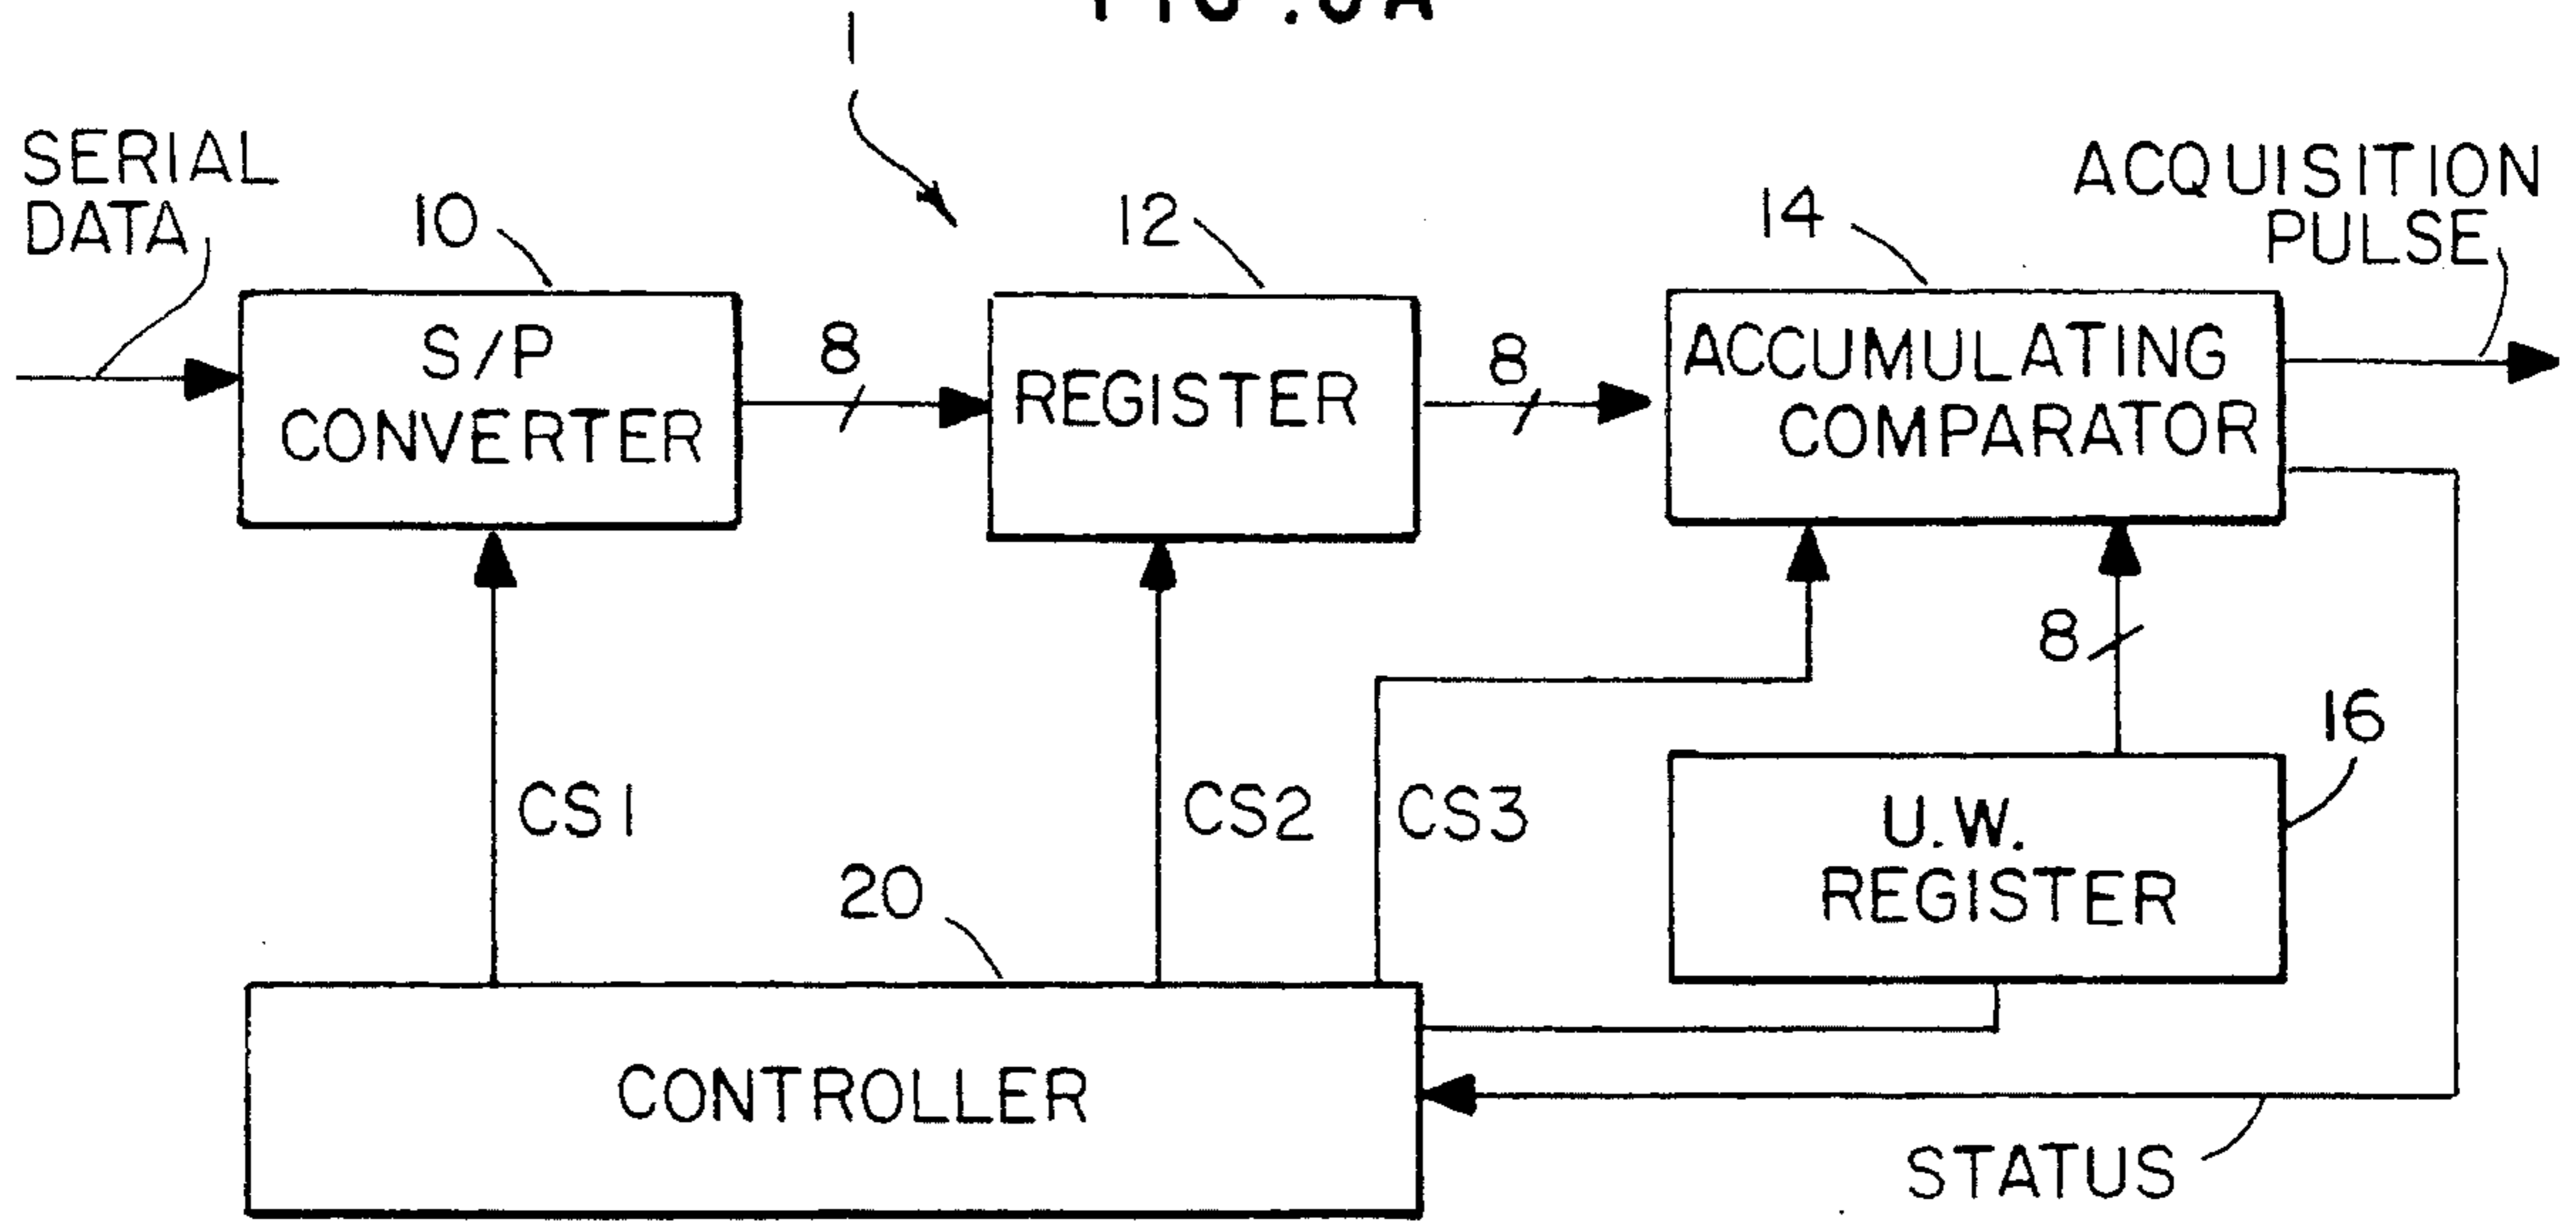 1
SERIAL
DATA
10
12
14
ACQUISITION
PULSE
S/P
CONVERTER
8
REGISTER
8
ACCUMULATING
COMPARATOR
8
16
CS1
CS2
CS3
U.W.
REGISTER
20
CONTROLLER
STATUS